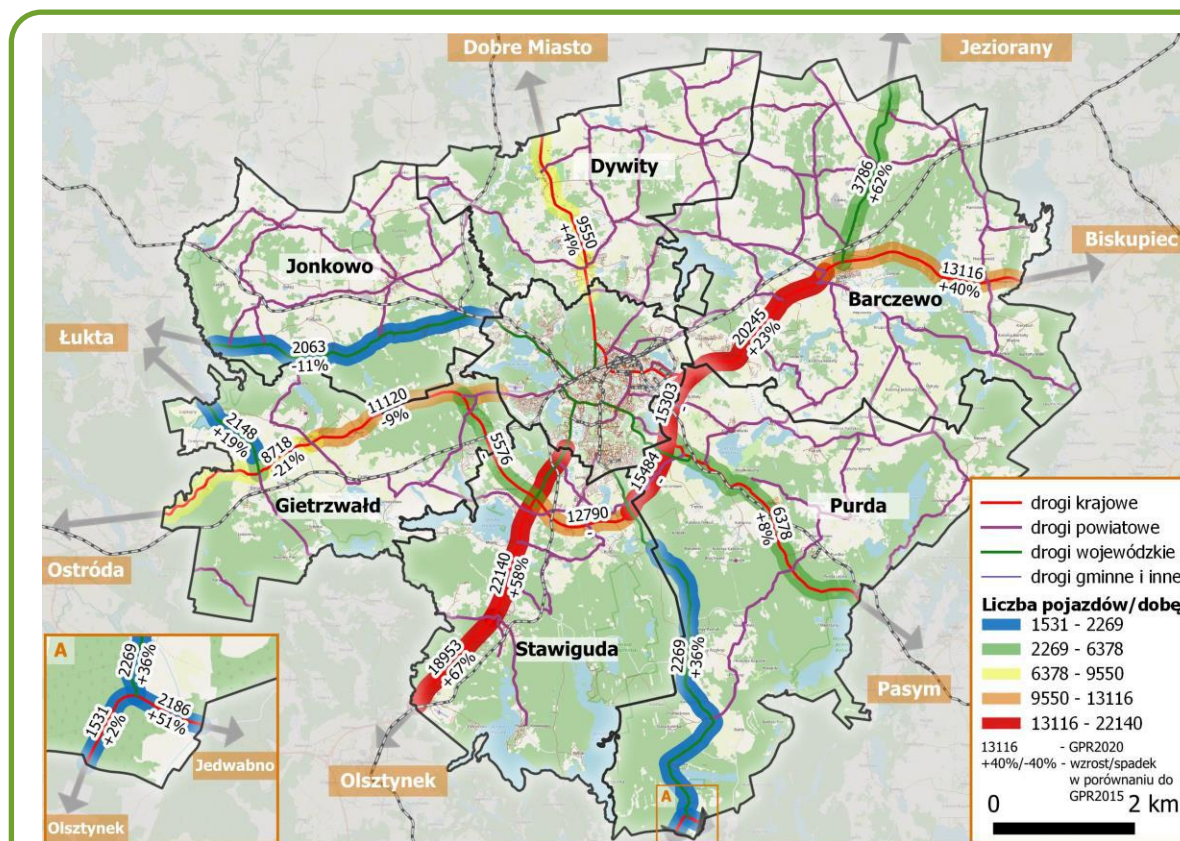 Dobre Miasto
Jeziorany
Dywity
3786
+62%
9550
+4%
Jonkowo
Biskupiec
13116
+40%
Barczewo
20245
+23%
Łukta
2063
-11%
11120
-9%
15303
-
2148
+19%
8718
-21%
5576
-
15484
-
Gietrzwałd
12790
-
Purda
6378
+8%
Ostróda
22140
+58%
Stawiguda
18953
+67%
2269
+36%
Pasym
Olsztynek
A
A
2269
+36%
1531
+2%
2186
+51%
Jedwabno
Olsztynek
drogi krajowe
drogi powiatowe
drogi wojewódzkie
drogi gminne i inne
Liczba pojazdów/dobę
1531 - 2269
2269 - 6378
6378 - 9550
9550 - 13116
13116 - 22140
13116 - GPR2020
+40%/-40% - wzrost/spadek
w porównaniu do
GPR2015
0 2 km